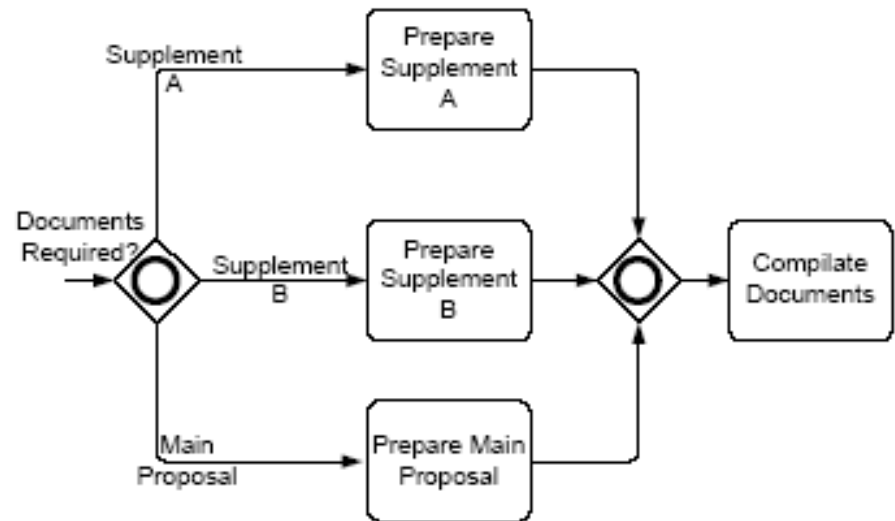 Supplement
A
Prepare
Supplement
A
Documents
Required?
Supplement
B
Prepare
Supplement
B
Compilate
Documents
Main
Proposal
Prepare Main
Proposal